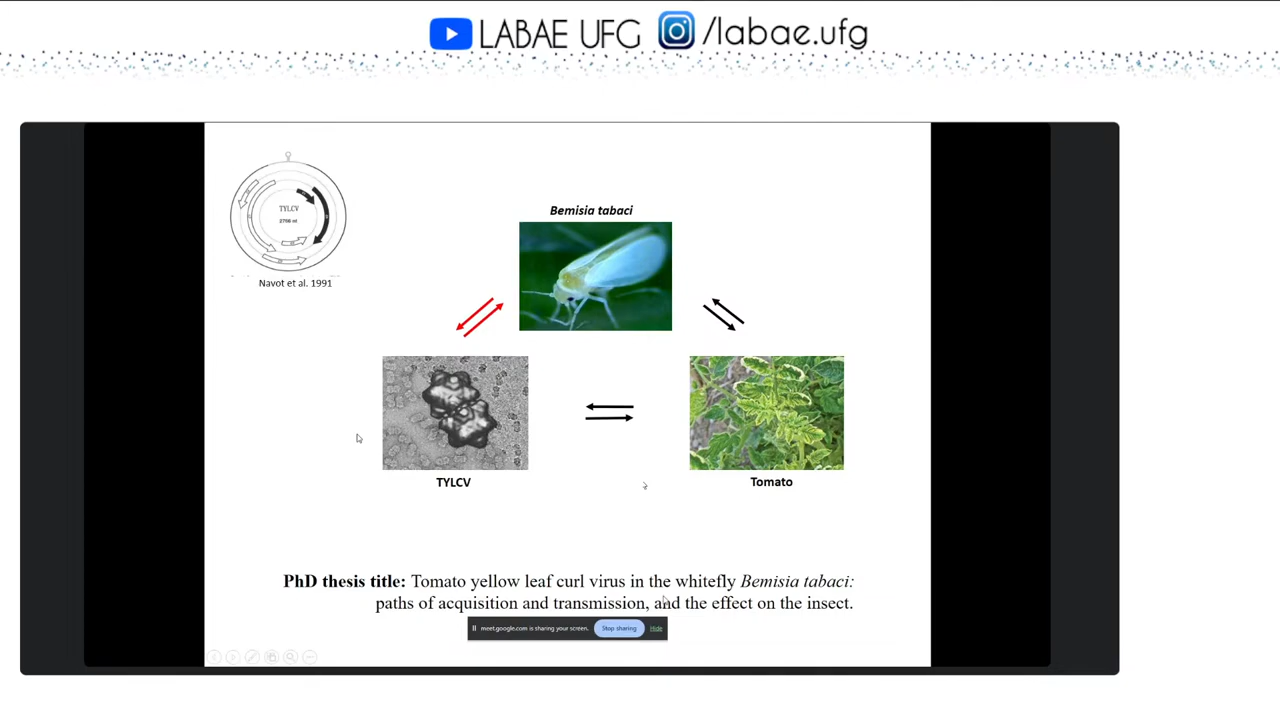 LABAE UFG /labae.ufg
TYLCV
Navot et al. 1991
Bemisia tabaci
TYLCV
Tomato
PhD thesis title: Tomato yellow leaf curl virus in the whitefly Bemisia tabaci:
paths of acquisition and transmission, and the effect on the insect.
meet.google.com is sharing your screen. Stop sharing Hide